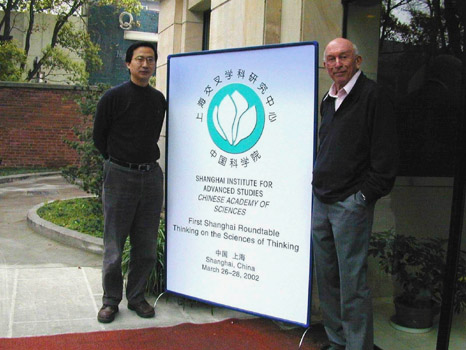 上海交叉学科研究中心
中国科学院
SHANGHAI INSTITUTE FOR
ADVANCED STUDIES
CHINESE ACADEMY OF
SCIENCES
First Shanghai Roundtable
Thinking on the Sciences of Thinking
中国 上海
Shanghai, China
March 26-28, 2002